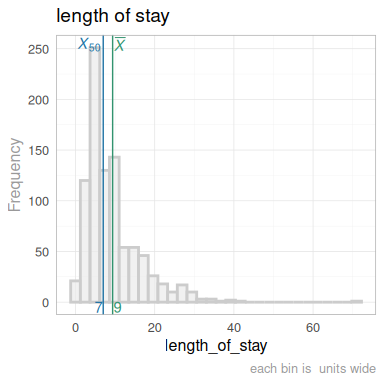 length of stay
X50 X̅
250
200
150
100
50
0
Frequency
7 9
0 20 40 60
length_of_stay
each bin is  units wide